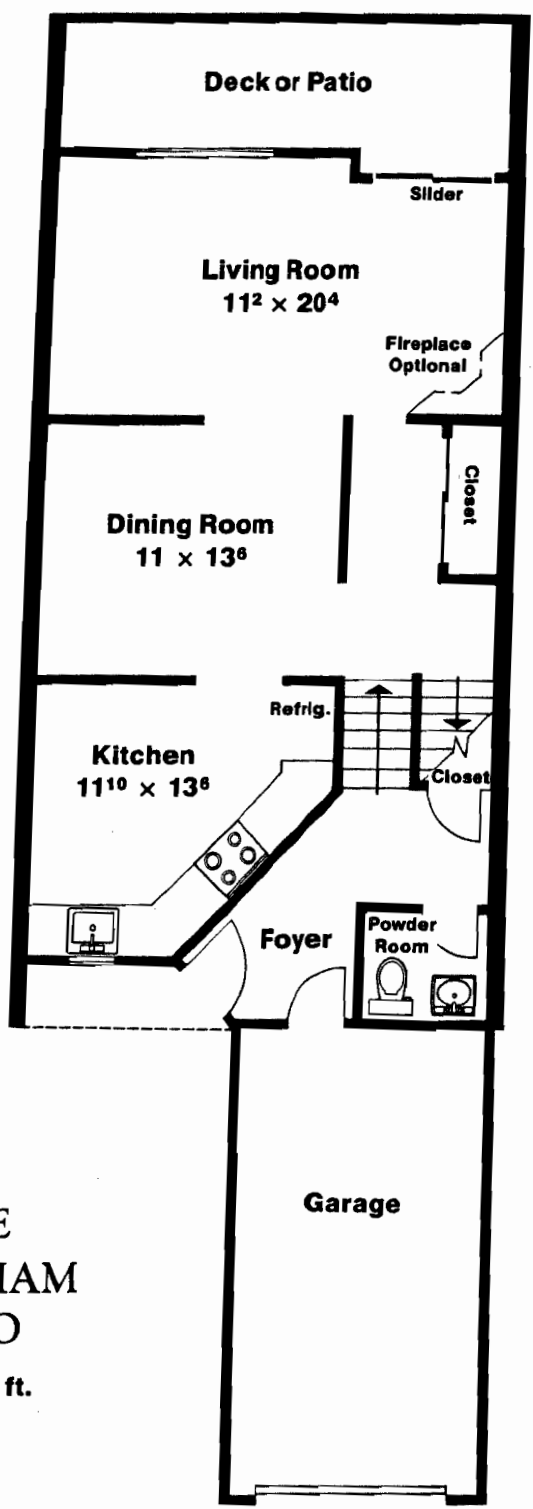 Deck or Patio
Slider
Living Room
11² × 20⁴
Fireplace
Optional
Closet
Dining Room
11 × 13⁶
Refrig.
Kitchen
11¹⁰ × 13⁶
Closet
Foyer
Powder
Room
Garage
E
HAM
O
ft.